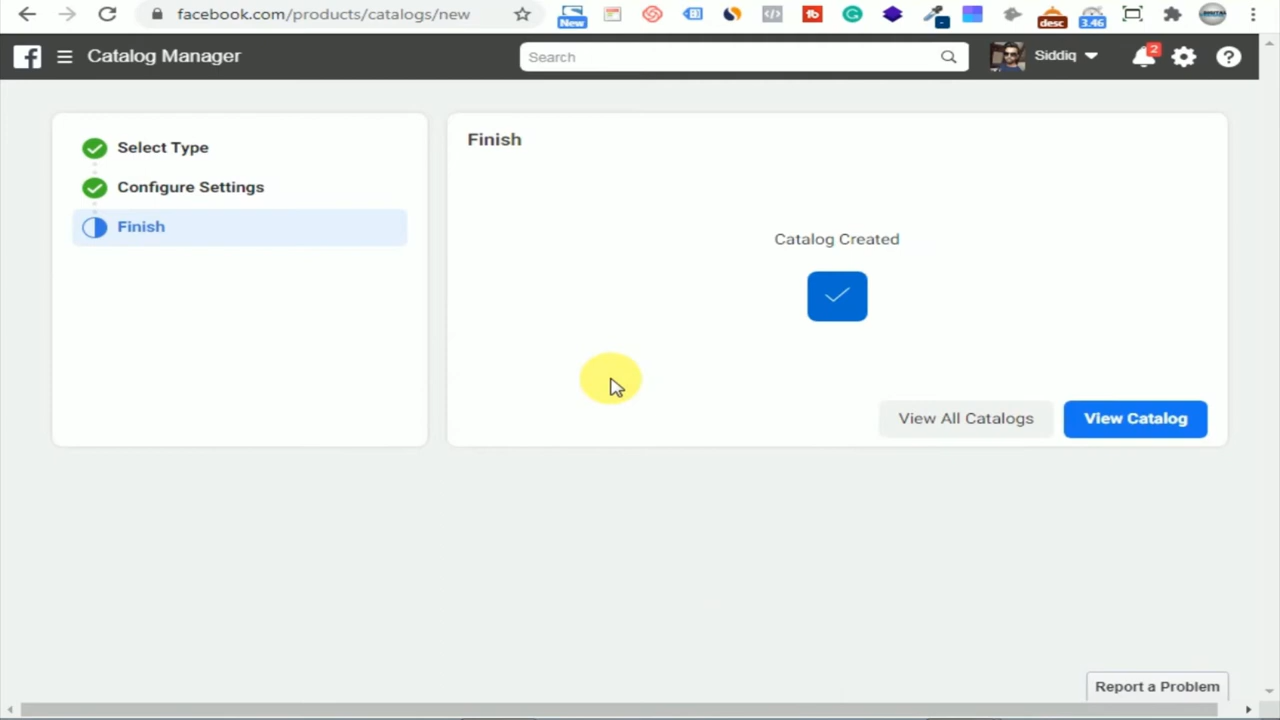 facebook.com/products/catalogs/new
New
desc
3.46
Catalog Manager
Search
Siddiq
2
Select Type
Configure Settings
Finish
Finish
Catalog Created
View All Catalogs
View Catalog
Report a Problem